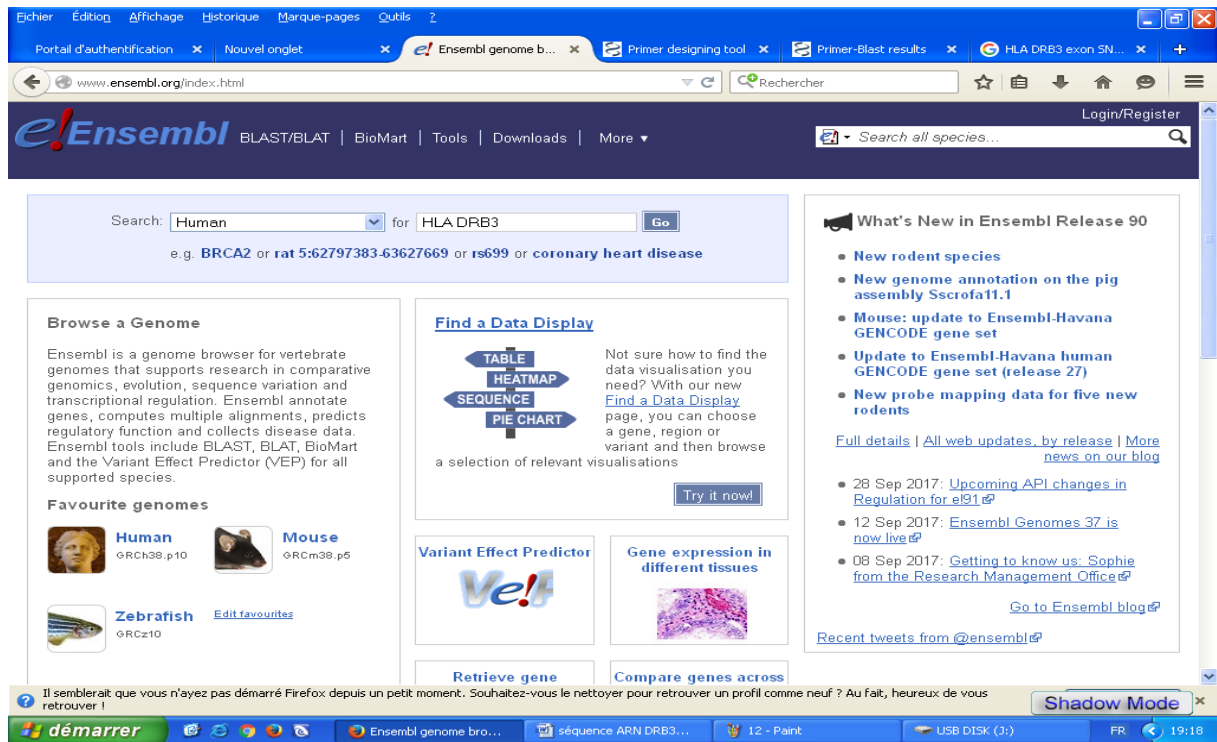 Fichier Édition Affichage Historique Marque-pages Outils ?
Portail d'authentification Nouvel onglet Ensembl genome b... Primer designing tool Primer-Blast results HLA DRB3 exon SN...
www.ensembl.org/index.html Rechercher
Login/Register
e!Ensembl BLAST/BLAT | BioMart | Tools | Downloads | More ▼ Search all species...
Search: Human for HLA DRB3 Go
e.g. BRCA2 or rat 5:62797383-63627669 or rs699 or coronary heart disease
Browse a Genome
Ensembl is a genome browser for vertebrate
genomes that supports research in comparative
genomics, evolution, sequence variation and
transcriptional regulation. Ensembl annotate
genes, computes multiple alignments, predicts
regulatory function and collects disease data.
Ensembl tools include BLAST, BLAT, BioMart
and the Variant Effect Predictor (VEP) for all
supported species.
Favourite genomes
Human
GRCh38.p10
Mouse
GRCm38.p5
Zebrafish
GRCz10
Edit favourites
Find a Data Display
TABLE
HEATMAP
SEQUENCE
PIE CHART
Not sure how to find the
data visualisation you
need? With our new
Find a Data Display
page, you can choose
a gene, region or
variant and then browse
a selection of relevant visualisations
Try it now!
Variant Effect Predictor
Ve!P
Gene expression in
different tissues
Retrieve gene
Compare genes across
What's New in Ensembl Release 90
New rodent species
New genome annotation on the pig
assembly Sscrofa11.1
Mouse: update to Ensembl-Havana
GENCODE gene set
Update to Ensembl-Havana human
GENCODE gene set (release 27)
New probe mapping data for five new
rodents
Full details | All web updates, by release | More
news on our blog
28 Sep 2017: Upcoming API changes in
Regulation for e!91
12 Sep 2017: Ensembl Genomes 37 is
now live
08 Sep 2017: Getting to know us: Sophie
from the Research Management Office
Go to Ensembl blog
Recent tweets from @ensembl
Il semblerait que vous n'ayez pas démarré Firefox depuis un petit moment. Souhaitez-vous le nettoyer pour retrouver un profil comme neuf ? Au fait, heureux de vous
retrouver !
Shadow Mode
démarrer Ensembl genome bro... séquence ARN DRB3... 12 - Paint USB DISK (J:) FR 19:18